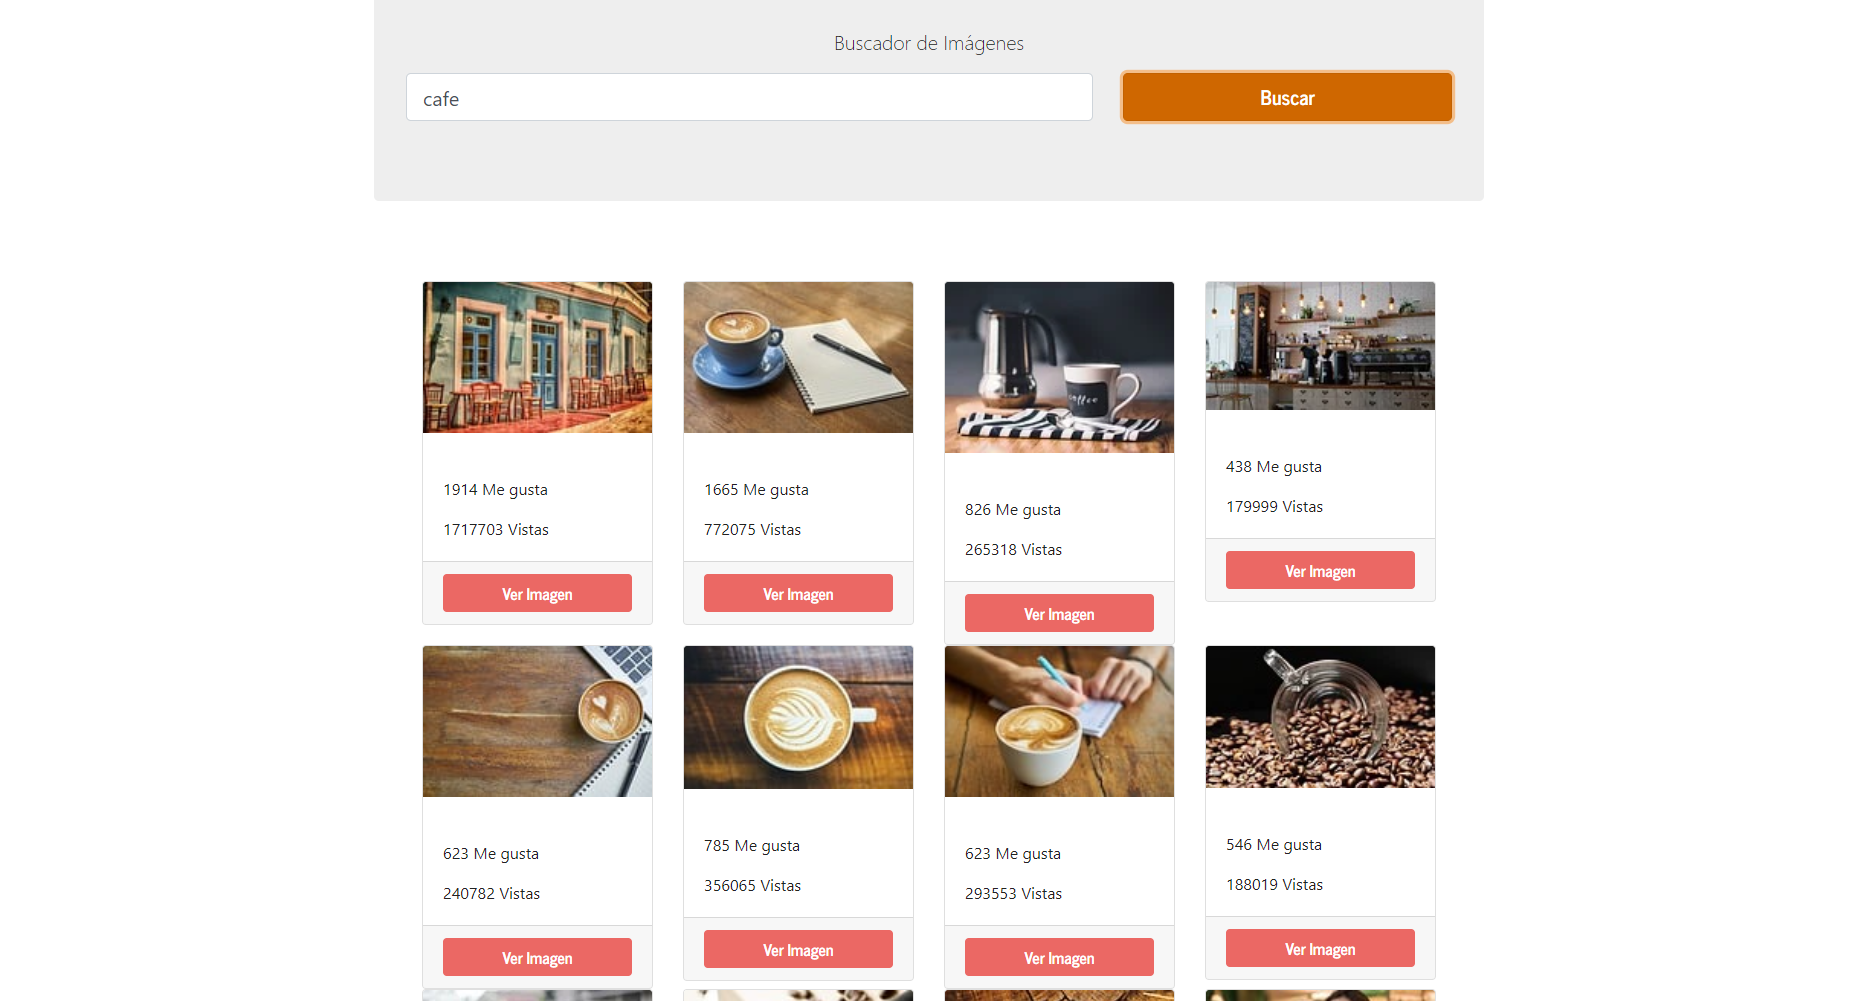 Buscador de Imágenes
cafe
Buscar
coffee
1914 Me gusta
1717703 Vistas
Ver Imagen
1665 Me gusta
772075 Vistas
Ver Imagen
826 Me gusta
265318 Vistas
Ver Imagen
438 Me gusta
179999 Vistas
Ver Imagen
623 Me gusta
240782 Vistas
Ver Imagen
785 Me gusta
356065 Vistas
Ver Imagen
623 Me gusta
293553 Vistas
Ver Imagen
546 Me gusta
188019 Vistas
Ver Imagen